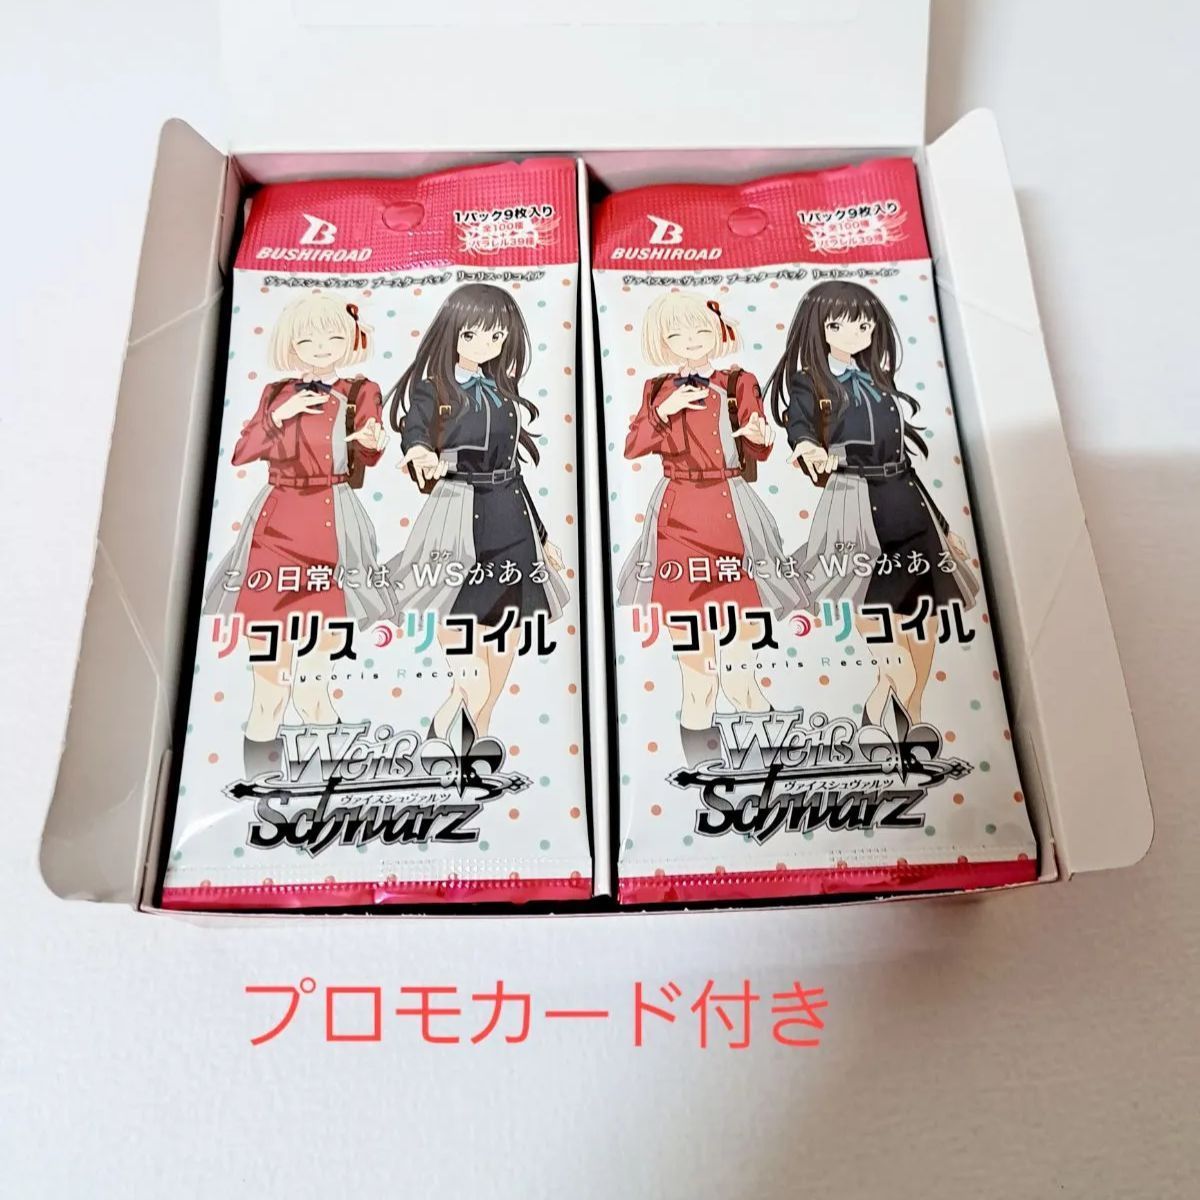 BUSHIROAD
1パック9枚入り
全100種
+
パラレル39種
ヴァイスシュヴァルツ ブースターパック リコリス・リコイル
この日常には、WSがある
ワケ
リコリス・リコイル
Lycoris Recoil
Weiß
ヴァイスシュヴァルツ
Schwarz
BUSHIROAD
1パック9枚入り
全100種
+
パラレル39種
ヴァイスシュヴァルツ ブースターパック リコリス・リコイル
この日常には、WSがある
ワケ
リコリス・リコイル
Lycoris Recoil
Weiß
ヴァイスシュヴァルツ
Schwarz
プロモカード付き